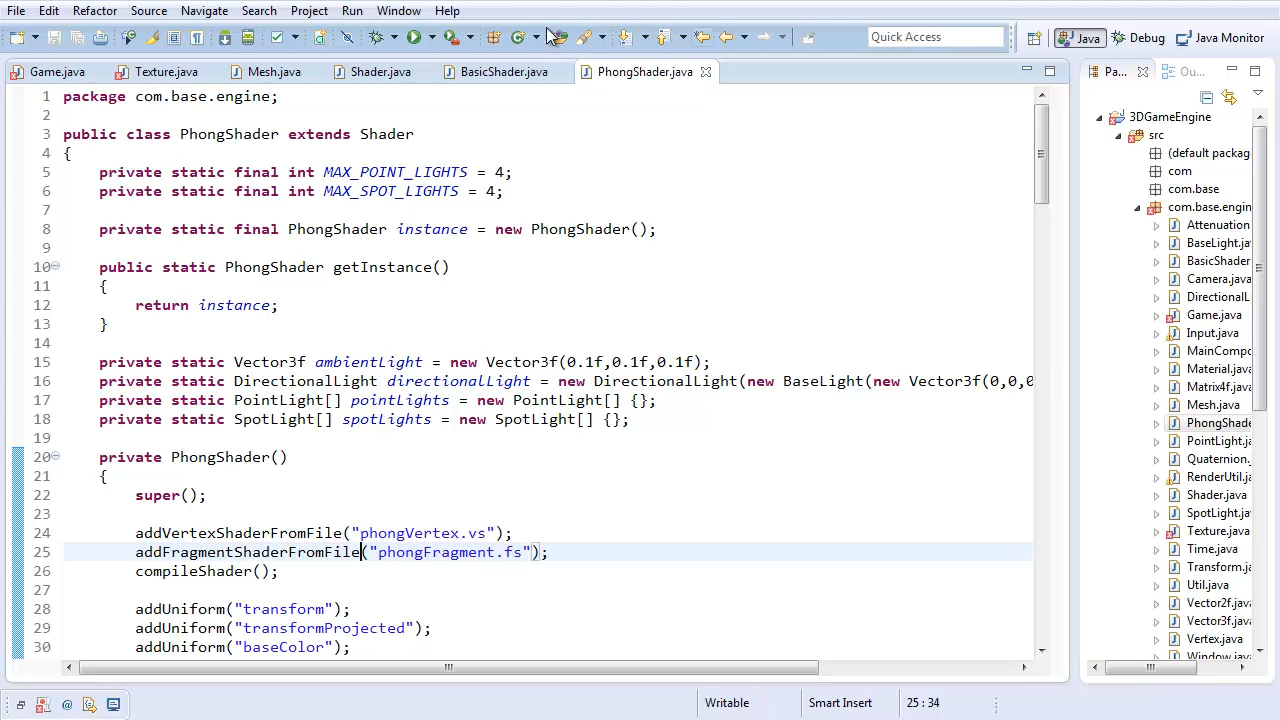 File Edit Refactor Source Navigate Search Project Run Window Help
Quick Access Java Debug Java Monitor
Game.java Texture.java Mesh.java Shader.java BasicShader.java PhongShader.java Pa... Ou...
1 package com.base.engine;
2
3 public class PhongShader extends Shader
4 {
5 private static final int MAX_POINT_LIGHTS = 4;
6 private static final int MAX_SPOT_LIGHTS = 4;
7
8 private static final PhongShader instance = new PhongShader();
9
10 public static PhongShader getInstance()
11 {
12 return instance;
13 }
14
15 private static Vector3f ambientLight = new Vector3f(0.1f,0.1f,0.1f);
16 private static DirectionalLight directionalLight = new DirectionalLight(new BaseLight(new Vector3f(0,0,0
17 private static PointLight[] pointLights = new PointLight[] {};
18 private static SpotLight[] spotLights = new SpotLight[] {};
19
20 private PhongShader()
21 {
22 super();
23
24 addVertexShaderFromFile("phongVertex.vs");
25 addFragmentShaderFromFile("phongFragment.fs");
26 compileShader();
27
28 addUniform("transform");
29 addUniform("transformProjected");
30 addUniform("baseColor");
3DGameEngine
src
(default packag
com
com.base
com.base.engin
Attenuation
BaseLight.ja
BasicShader
Camera.java
DirectionalL
Game.java
Input.java
MainCompo
Material.java
Matrix4f.java
Mesh.java
PhongShade
PointLight.ja
Quaternion.
RenderUtil.ja
Shader.java
SpotLight.ja
Texture.java
Time.java
Transform.ja
Util.java
Vector2f.java
Vector3f.java
Vertex.java
Window.java
Writable Smart Insert 25 : 34